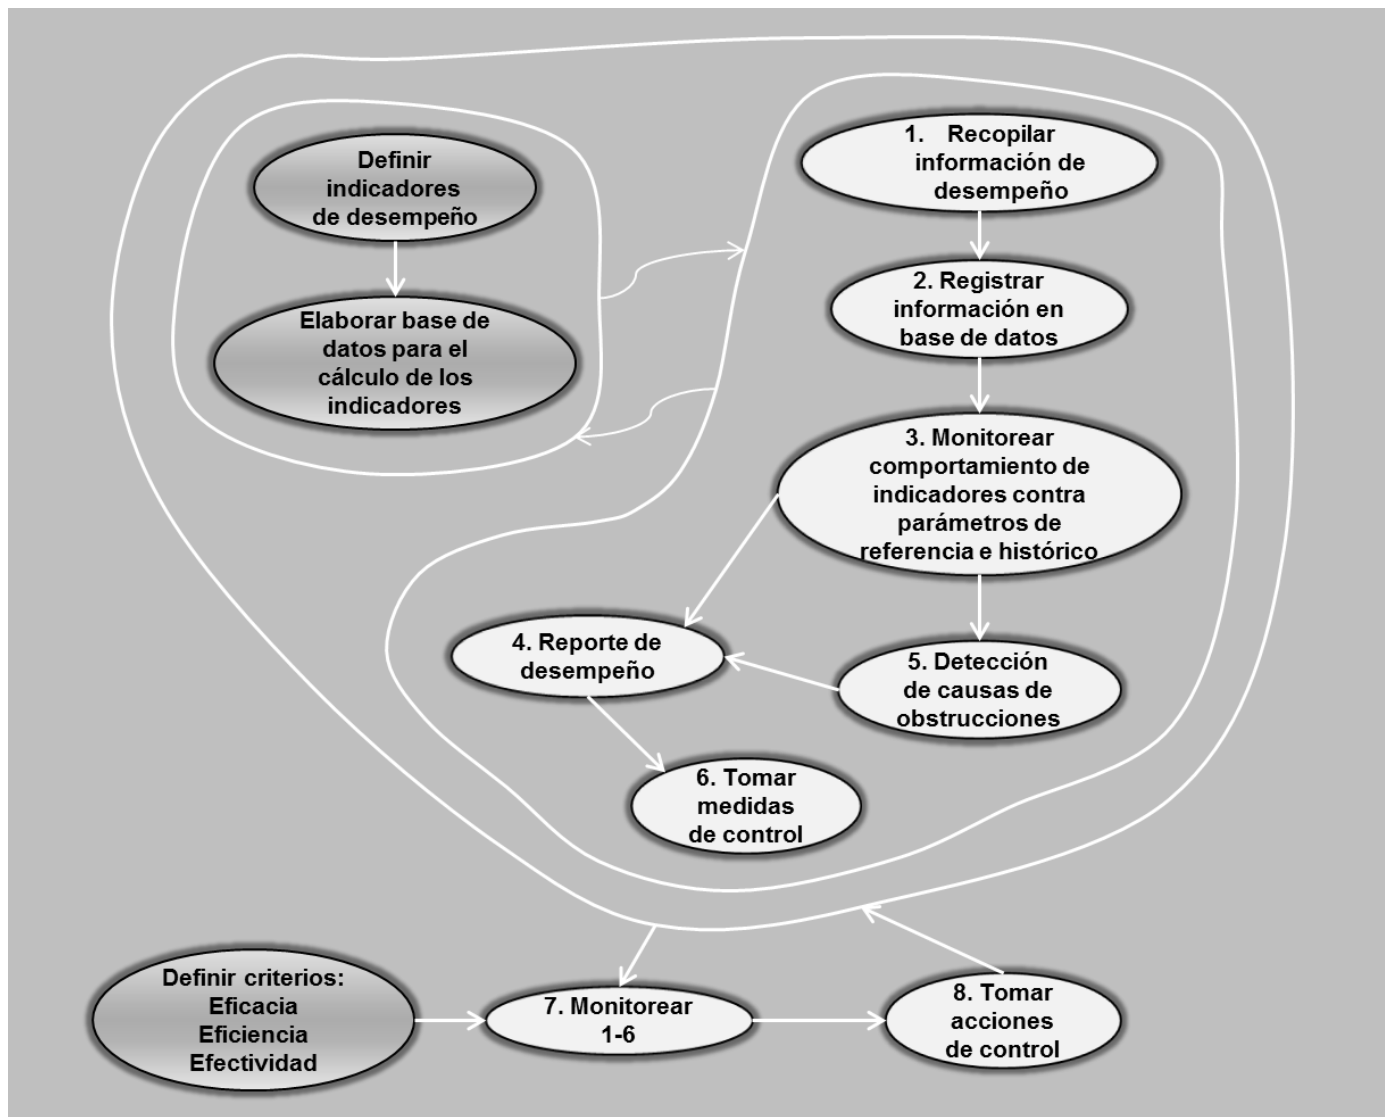 Definir
indicadores
de desempeño
Elaborar base de
datos para el
cálculo de los
indicadores
1. Recopilar
información de
desempeño
2. Registrar
información en
base de datos
3. Monitorear
comportamiento de
indicadores contra
parámetros de
referencia e histórico
4. Reporte de
desempeño
5. Detección
de causas de
obstrucciones
6. Tomar
medidas
de control
Definir criterios:
Eficacia
Eficiencia
Efectividad
7. Monitorear
1-6
8. Tomar
acciones
de control